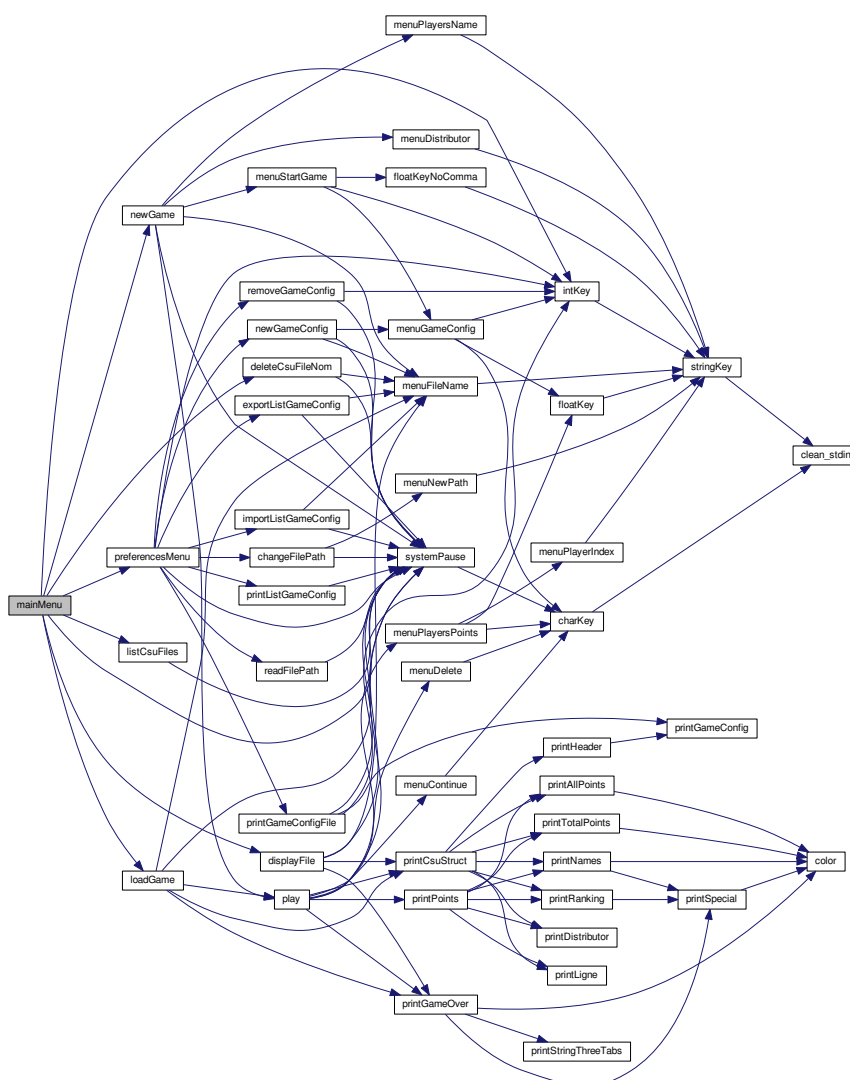 menuPlayersName
menuDistributor
menuStartGame
floatKeyNoComma
newGame
removeGameConfig
intKey
newGameConfig
menuGameConfig
deleteCsuFileNom
stringKey
menuFileName
exportListGameConfig
floatKey
clean_stdin
menuNewPath
importListGameConfig
menuPlayerIndex
preferencesMenu
changeFilePath
systemPause
printListGameConfig
mainMenu
charKey
menuPlayersPoints
listCsuFiles
readFilePath
menuDelete
printGameConfig
printHeader
menuContinue
printAllPoints
printGameConfigFile
printTotalPoints
displayFile
printCsuStruct
printNames
color
loadGame
play
printPoints
printRanking
printSpecial
printDistributor
printLigne
printGameOver
printStringThreeTabs